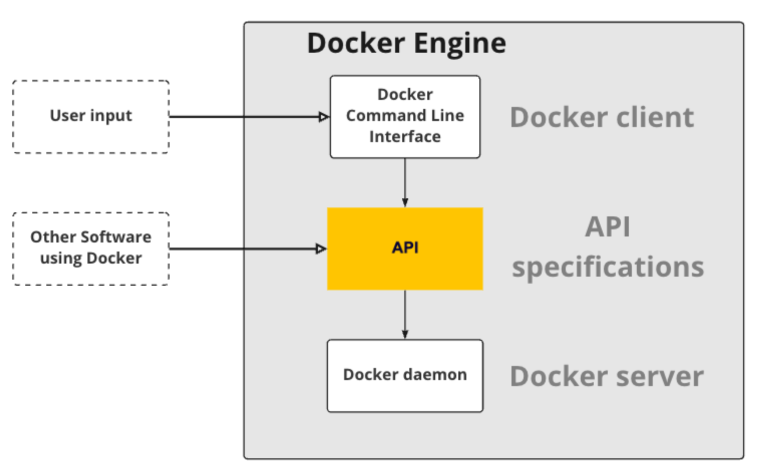 Docker Engine
User input
Docker
Command Line
Interface
Docker client
Other Software
using Docker
API
API
specifications
Docker daemon
Docker server